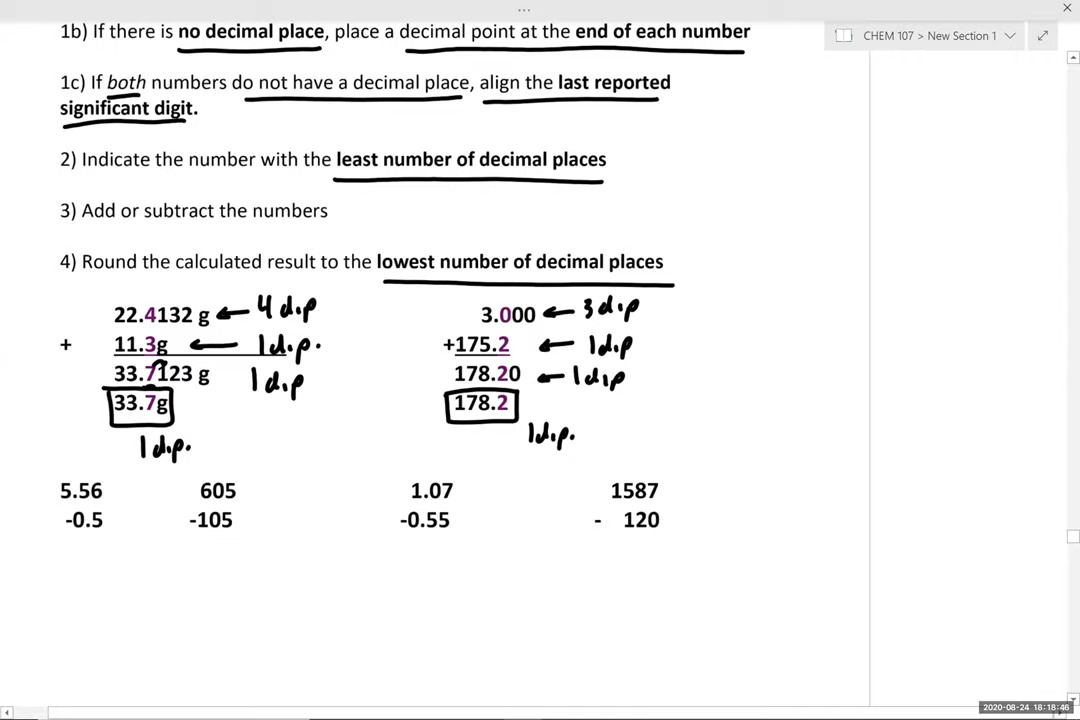 CHEM 107 > New Section 1
1b) If there is no decimal place, place a decimal point at the end of each number
1c) If both numbers do not have a decimal place, align the last reported
significant digit.
2) Indicate the number with the least number of decimal places
3) Add or subtract the numbers
4) Round the calculated result to the lowest number of decimal places
22.4132 g ← 4 d.p
+ 11.3g ← 1 d.p.
33.7123 g 1 d.p
33.7g
1 d.p.
3.000 ← 3 d.p
+175.2 ← 1 d.p
178.20 ← 1 d.p
178.2
1 d.p.
5.56 605 1.07 1587
-0.5 -105 -0.55 - 120
2020-08-24 18:18:46